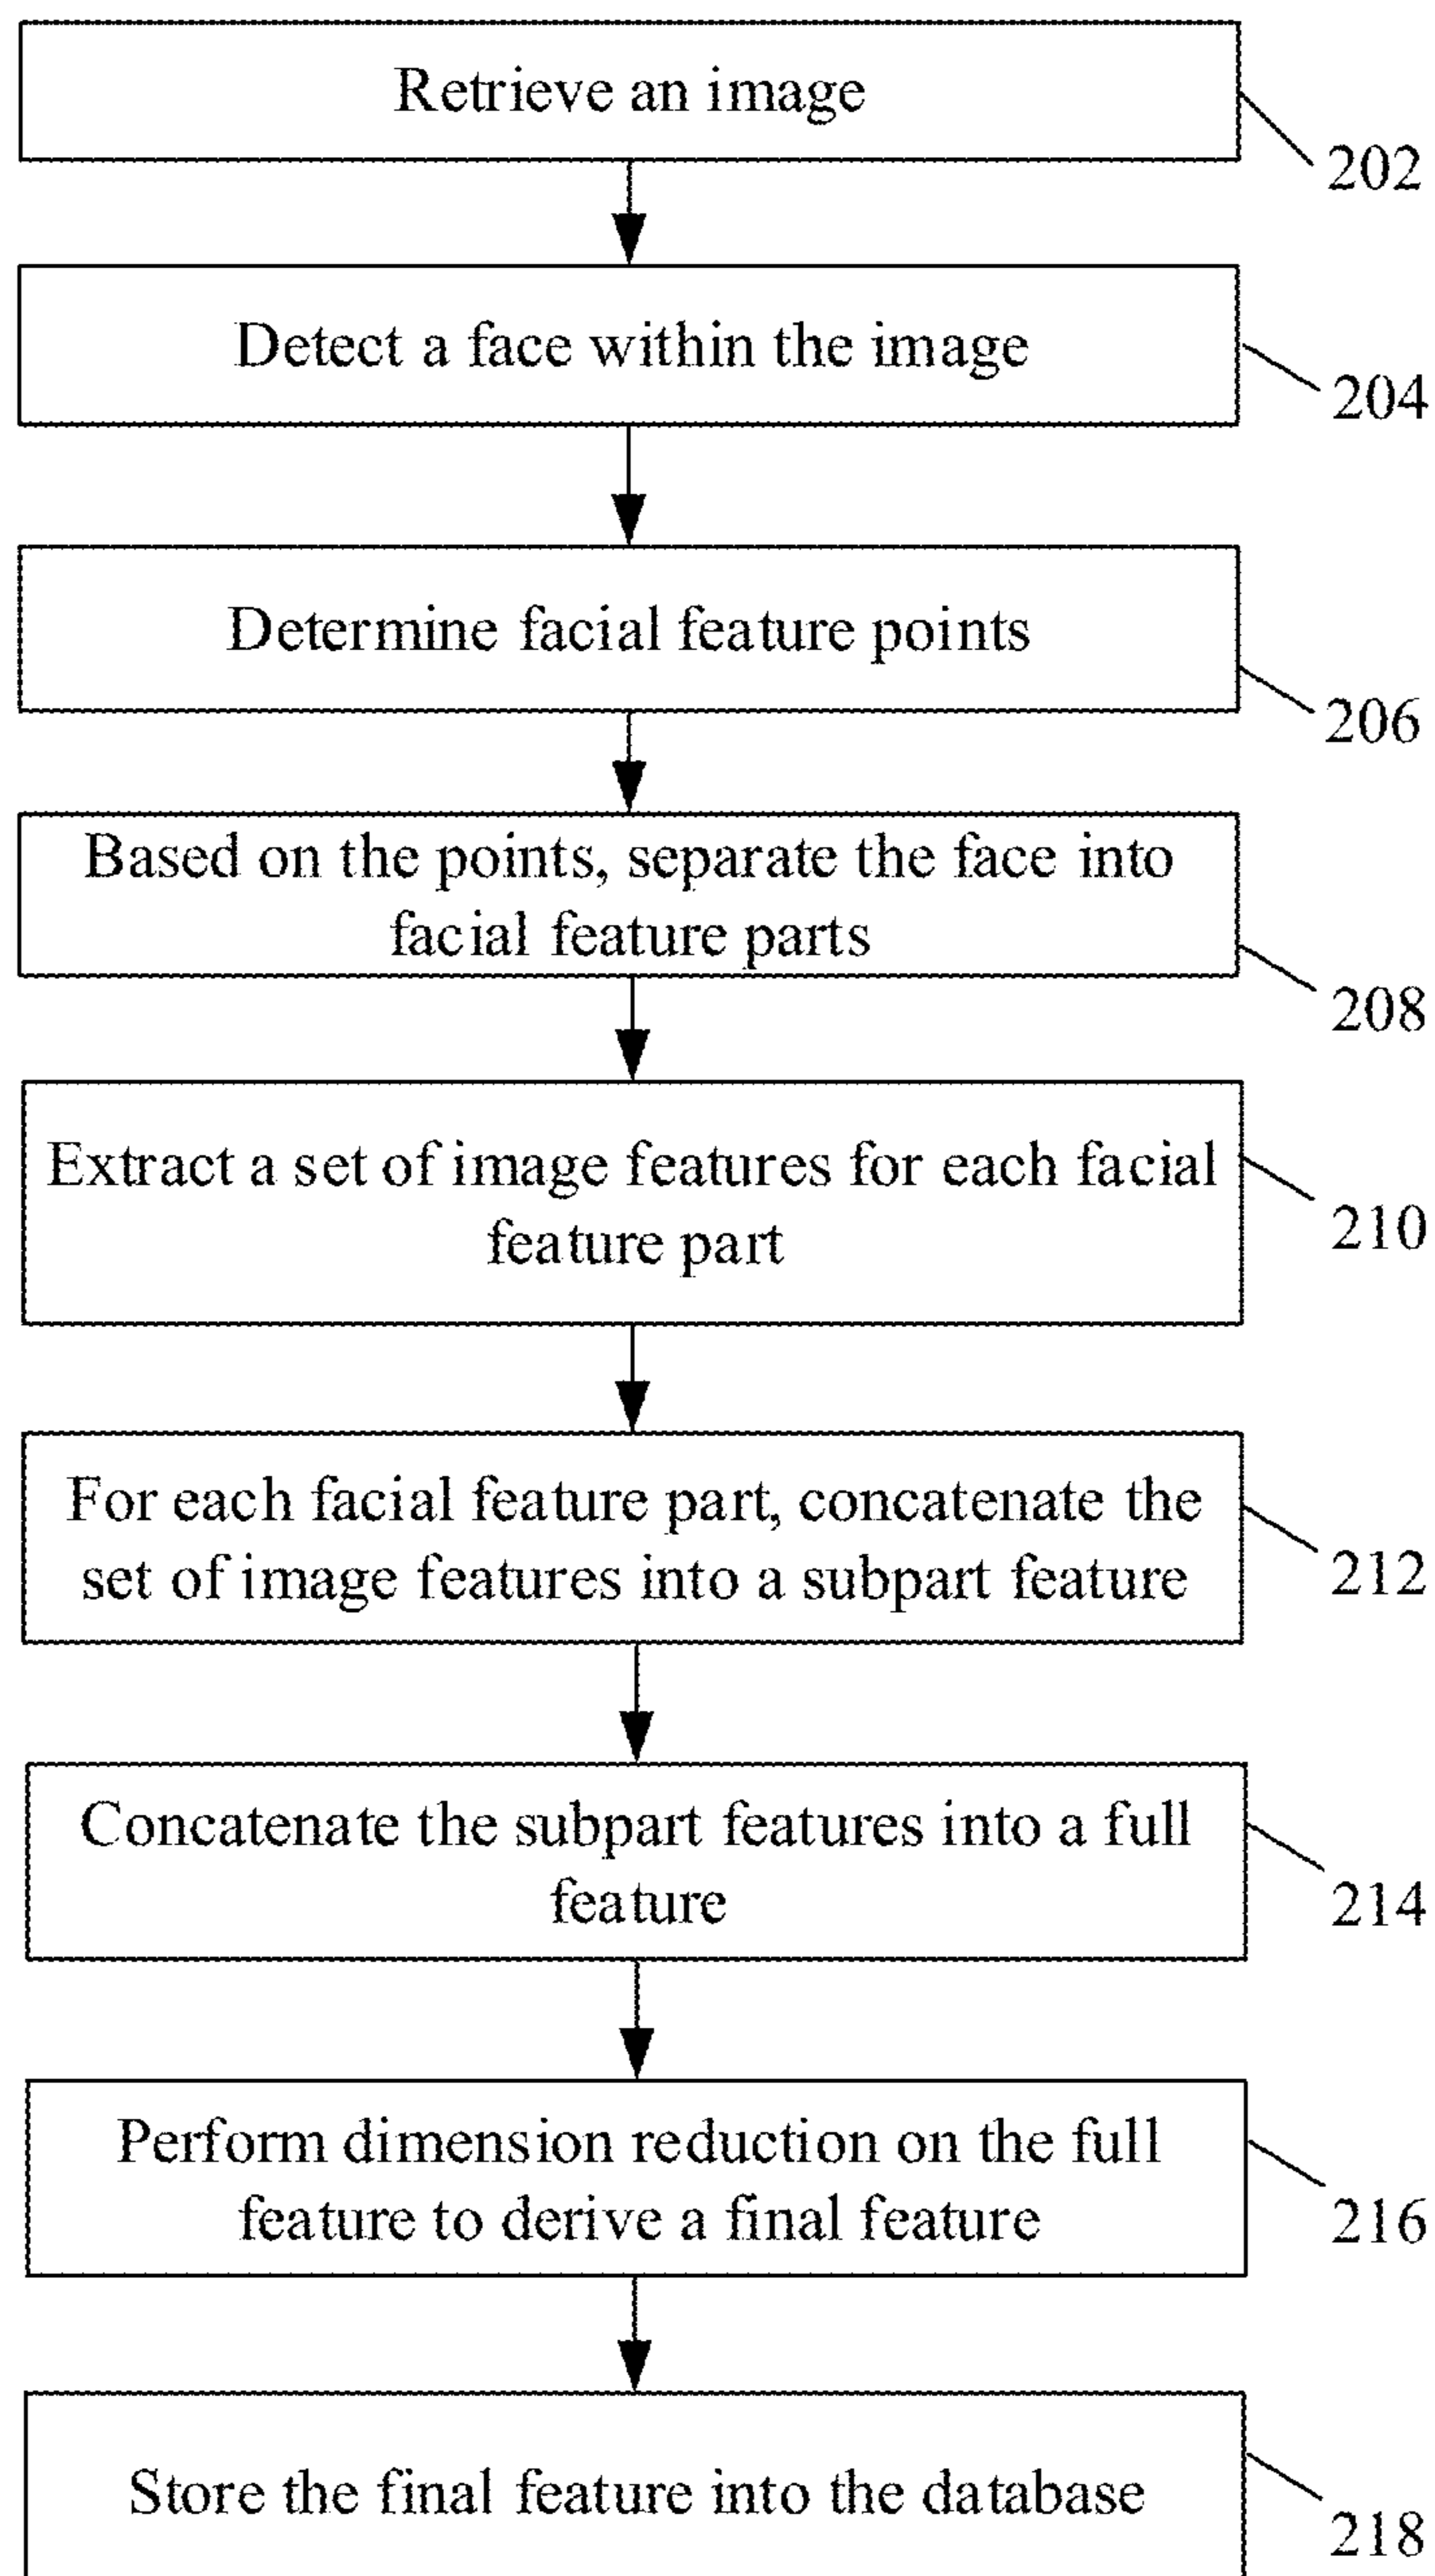 Retrieve an image
202
Detect a face within the image
204
Determine facial feature points
206
Based on the points, separate the face into
facial feature parts
208
Extract a set of image features for each facial
feature part
210
For each facial feature part, concatenate the
set of image features into a subpart feature
212
Concatenate the subpart features into a full
feature
214
Perform dimension reduction on the full
feature to derive a final feature
216
Store the final feature into the database
218